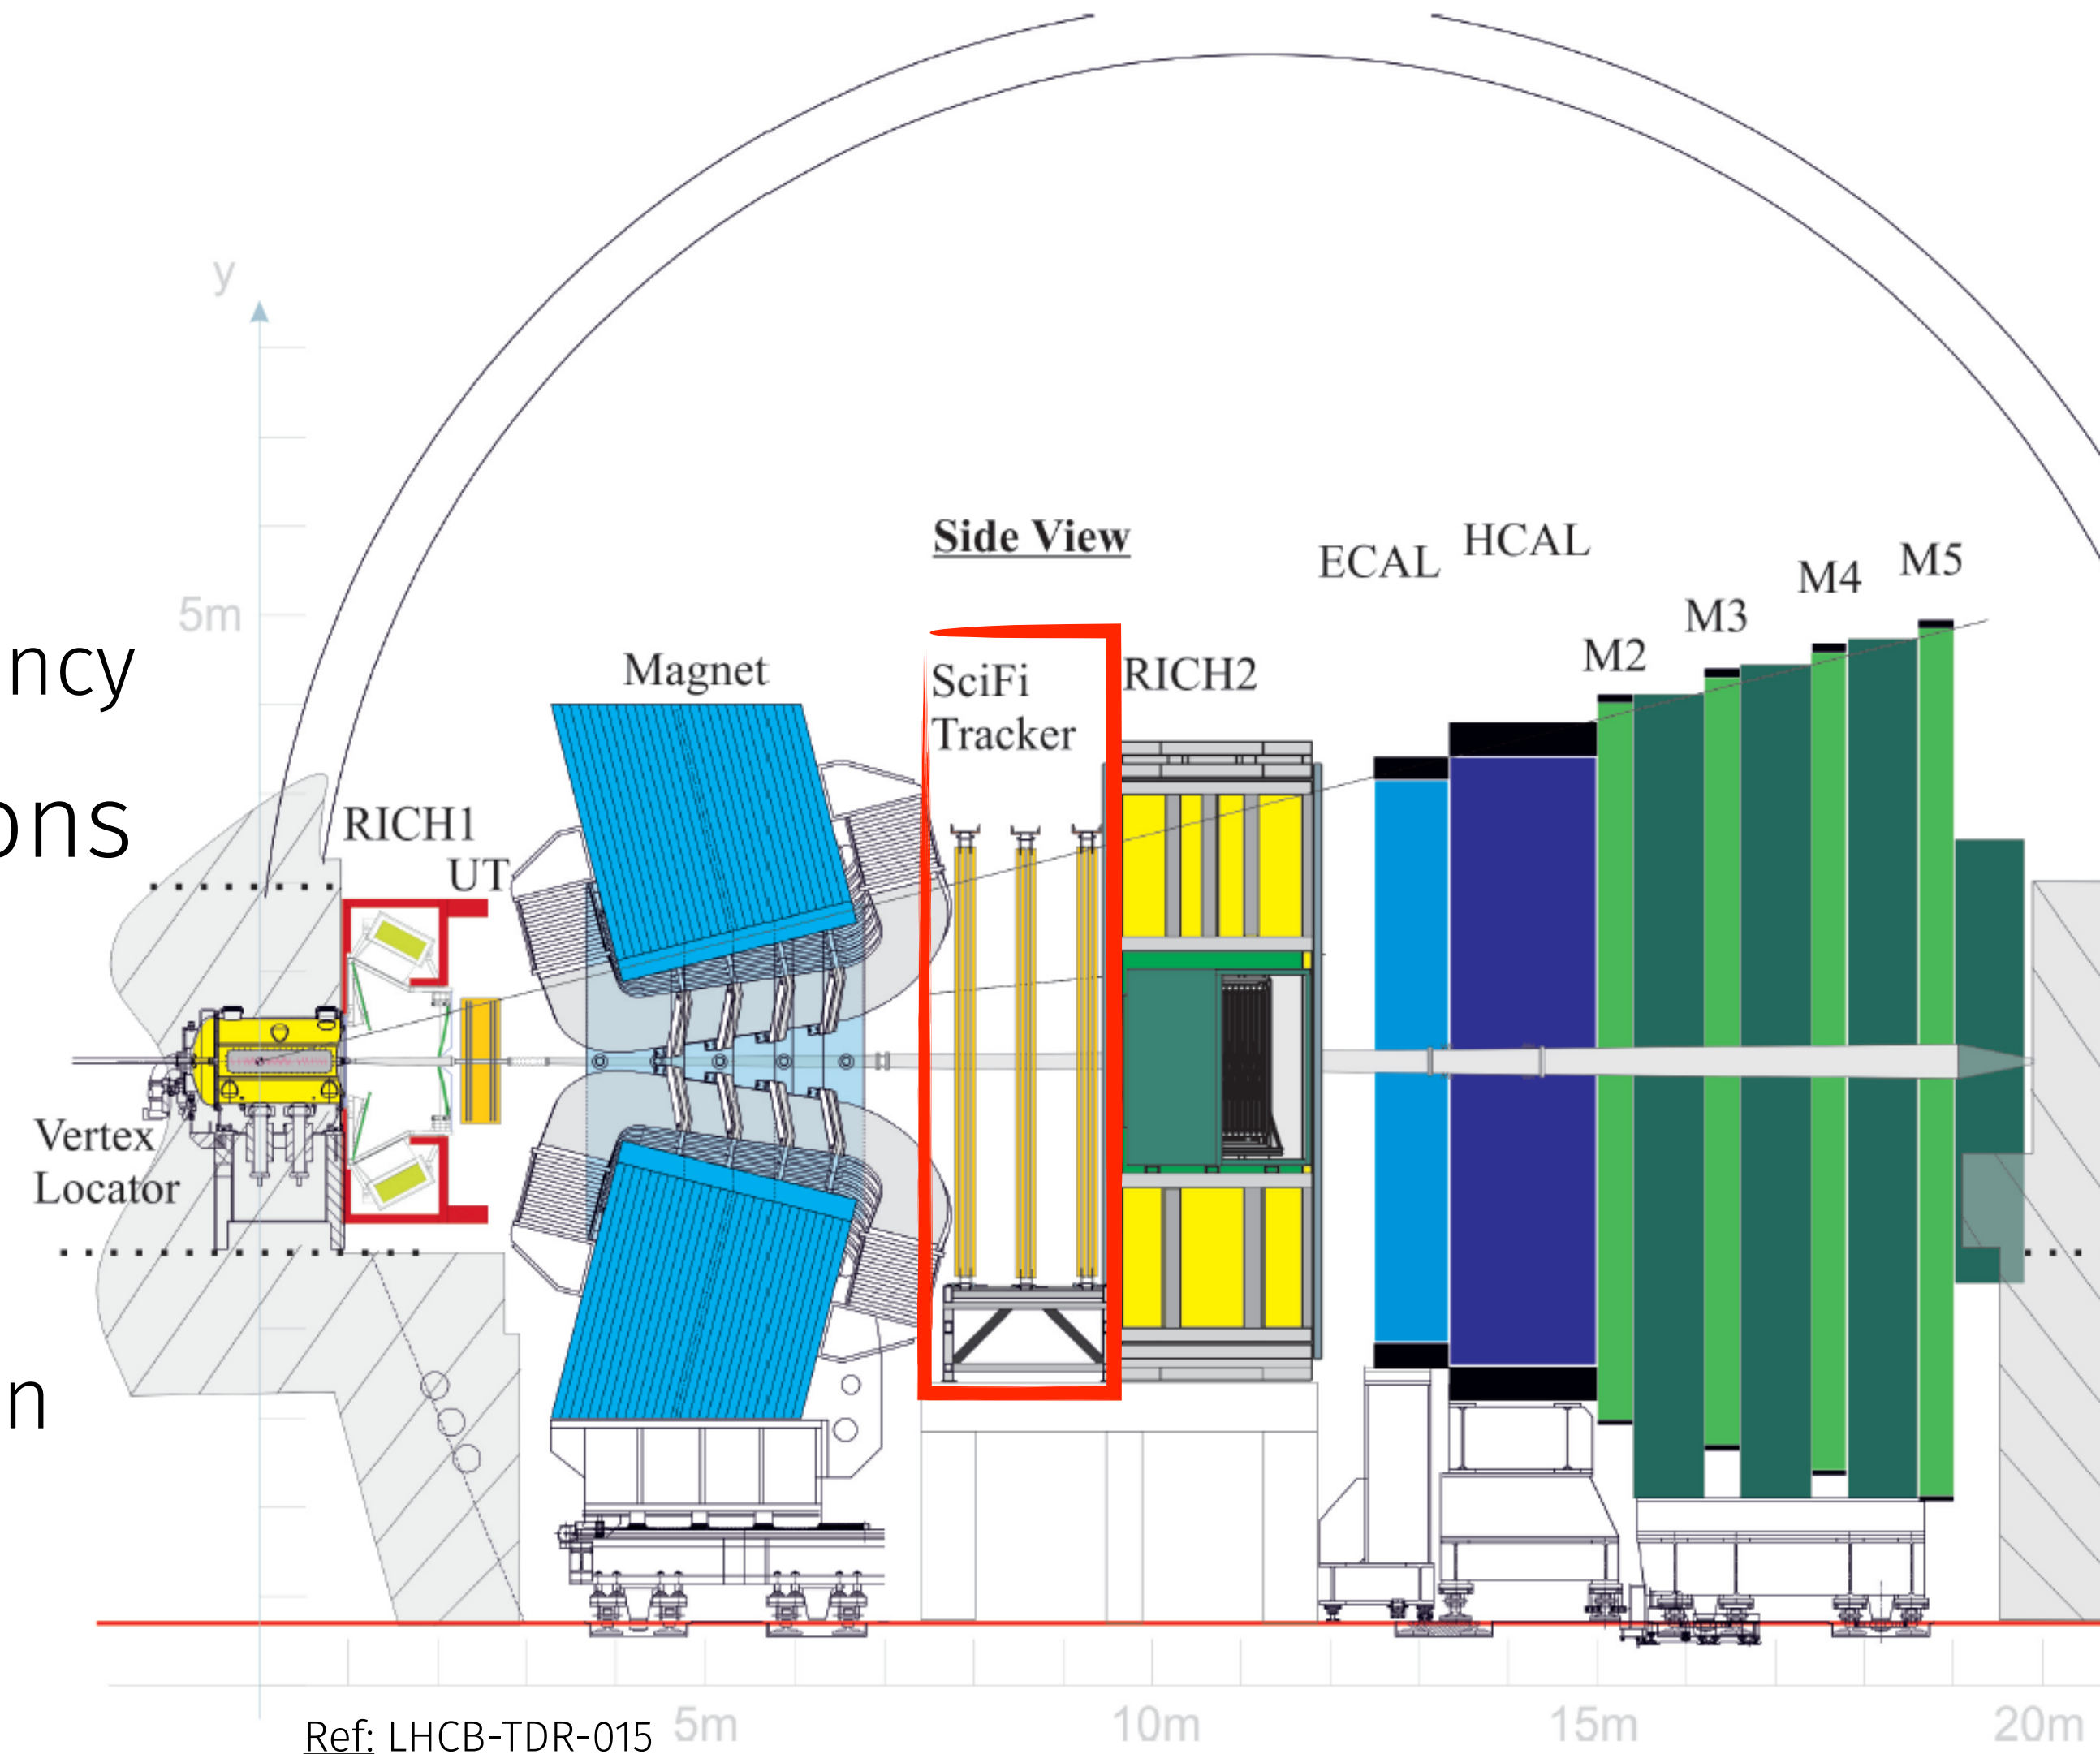 y
Side View
ECAL
HCAL
M5
M4
M3
M2
5m
ncy
Magnet
SciFi
Tracker
RICH2
ons
RICH1
UT
Vertex
Locator
n
5m
10m
15m
20m
Ref: LHCB-TDR-015